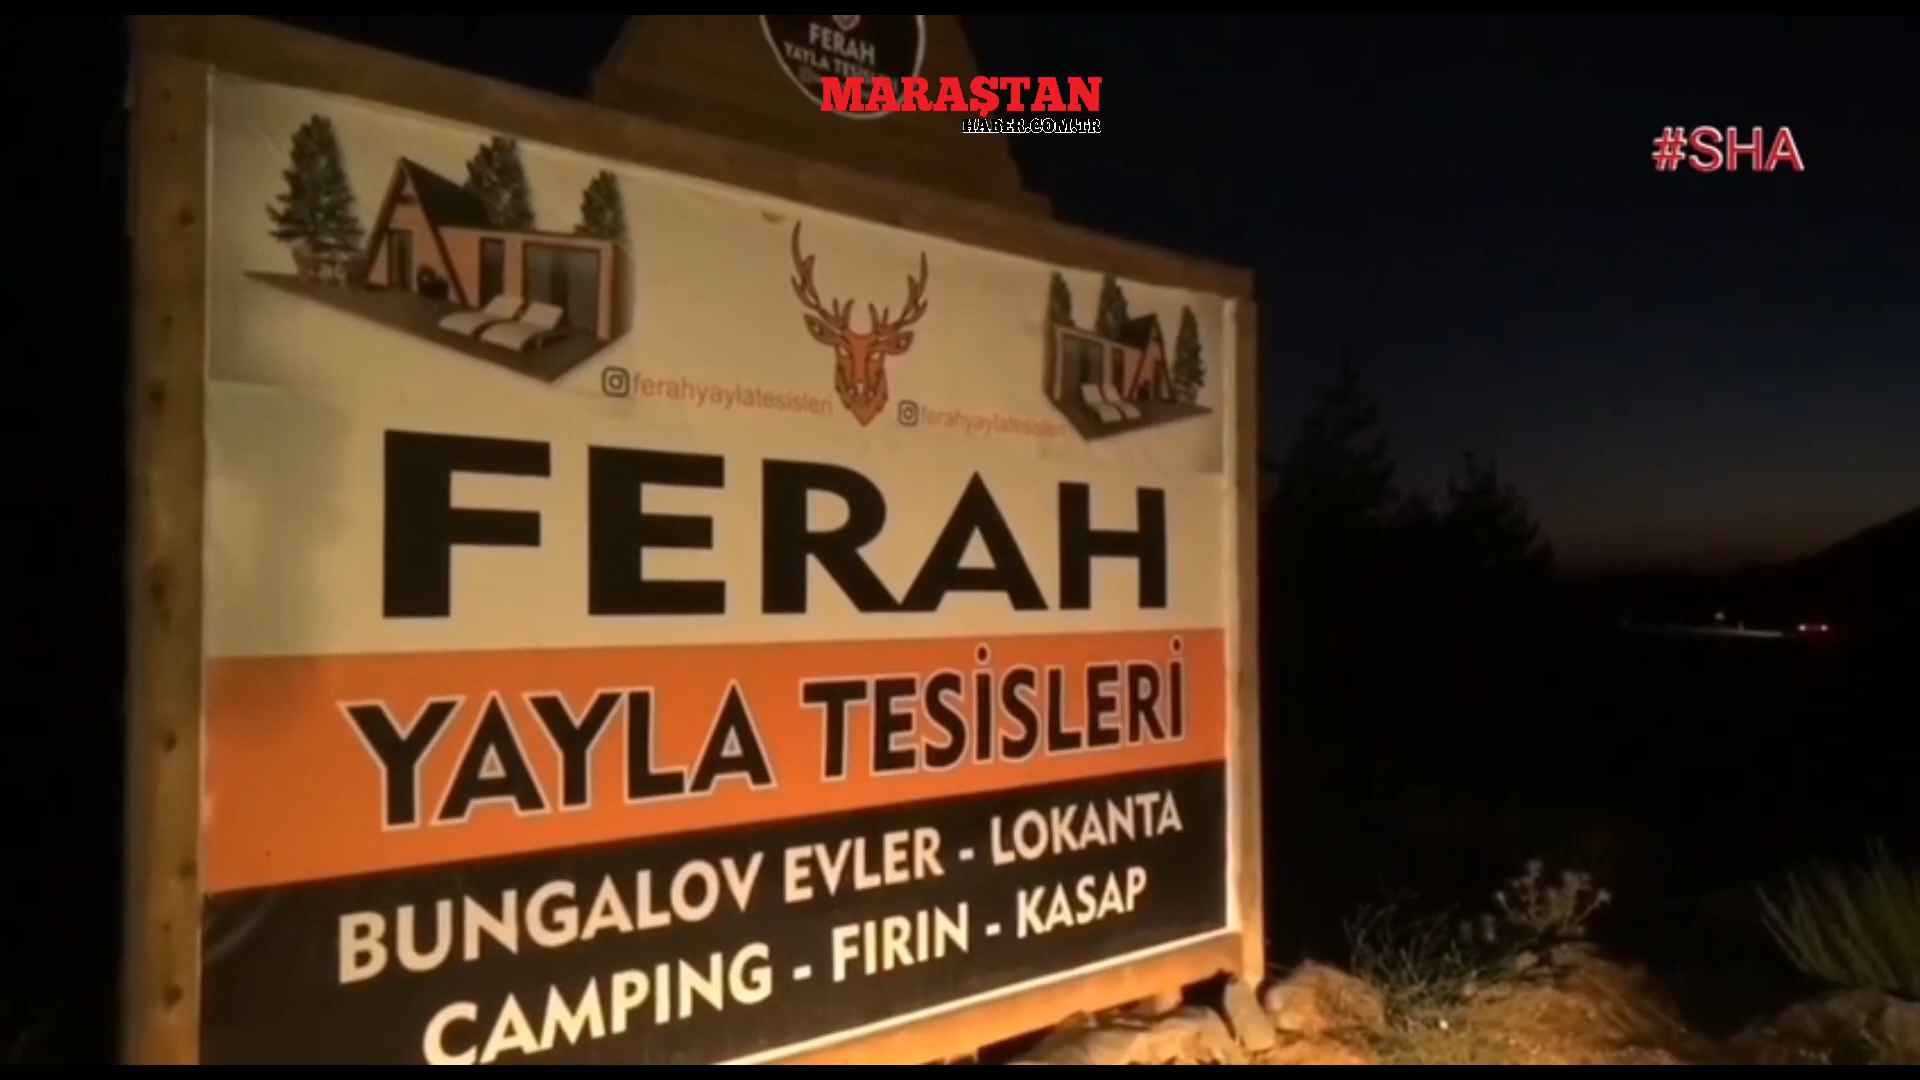 FERAH
YAYLA
MARAŞTAN
HABER.COM.TR
#SHA
ferahyaylatesisleri
ferahyaylatesisleri
FERAH
YAYLA TESİSLERİ
BUNGALOV EVLER - LOKANTA
CAMPING - FIRIN - KASAP